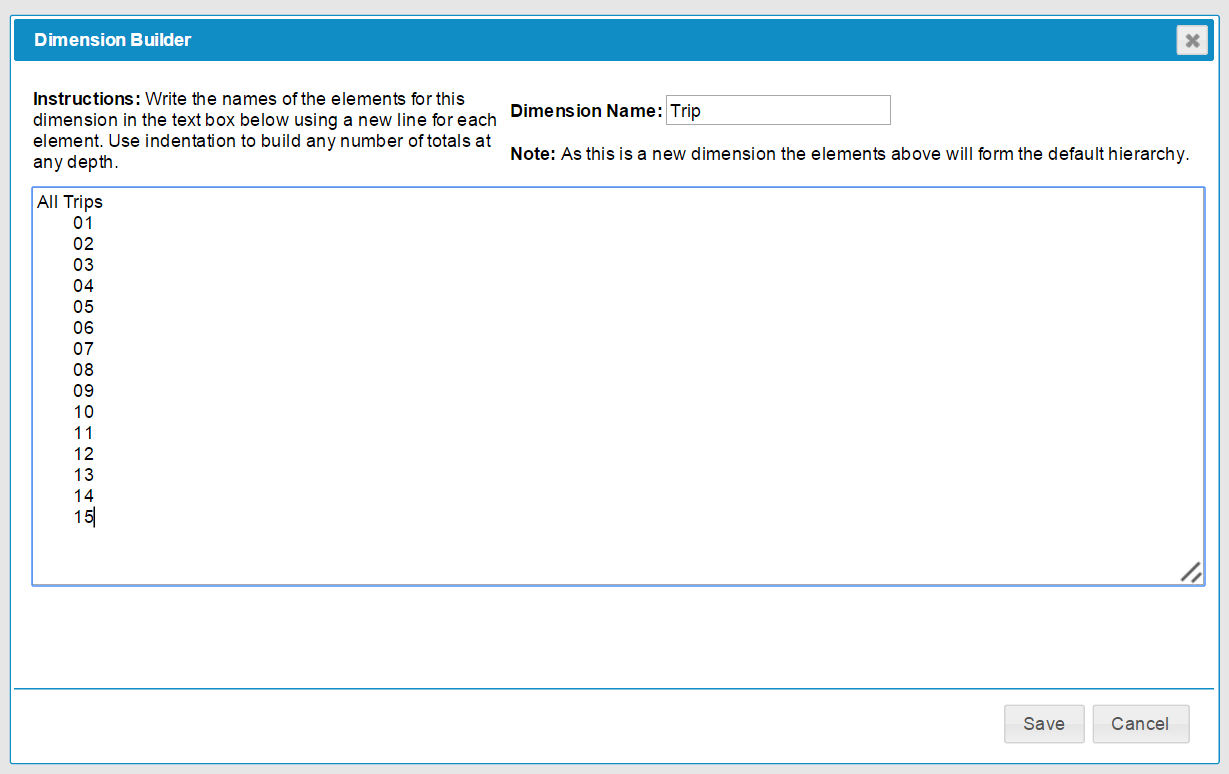 Dimension Builder
Instructions: Write the names of the elements for this
dimension in the text box below using a new line for each
element. Use indentation to build any number of totals at
any depth.
Dimension Name: Trip
Note: As this is a new dimension the elements above will form the default hierarchy.
All Trips
01
02
03
04
05
06
07
08
09
10
11
12
13
14
15
Save
Cancel